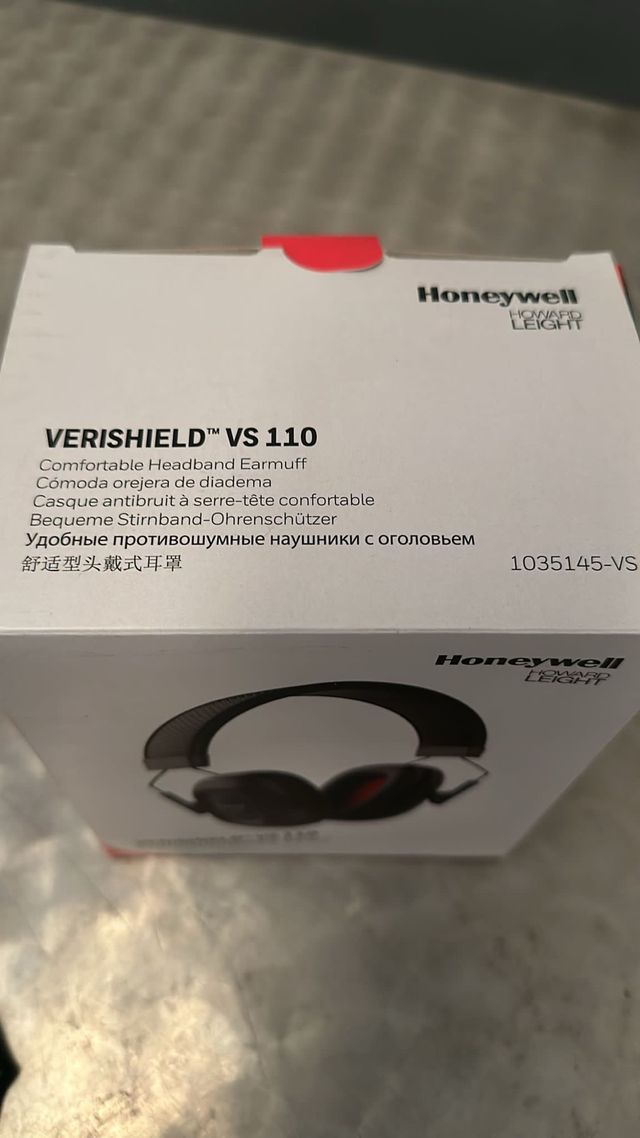 Honeywell
HOWARD
LEIGHT
VERISHIELD™ VS 110
Comfortable Headband Earmuff
Cómoda orejera de diadema
Casque antibruit à serre-tête confortable
Bequeme Stirnband-Ohrenschützer
Удобные противошумные наушники с оголовьем
舒适型头戴式耳罩
1035145-VS
Honeywell
HOWARD
LEIGHT